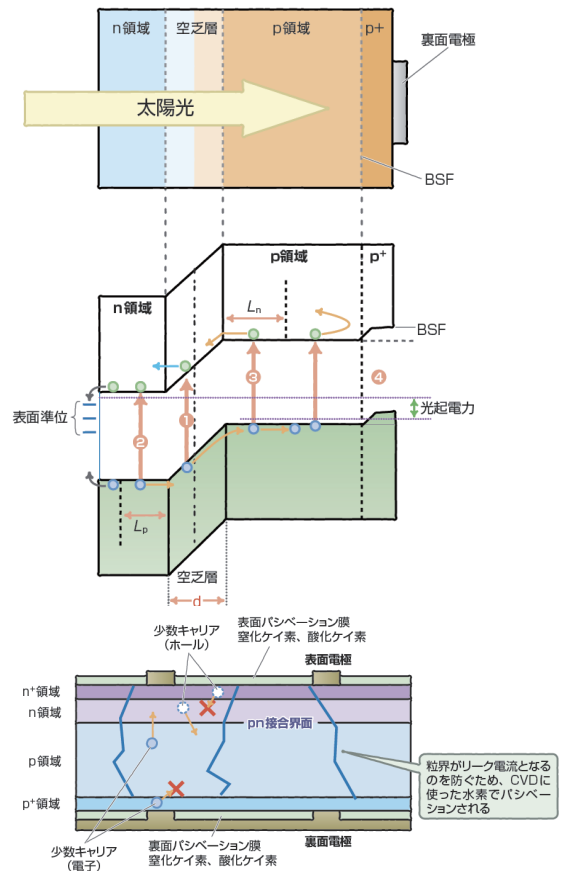 n領域
空乏層
p領域
p+
裏面電極
太陽光
BSF
p領域
p+
n領域
Ln
BSF
③
④
光起電力
表面準位
①
②
Lp
空乏層
d
少数キャリア
(ホール)
表面パシベーション膜
窒化ケイ素、酸化ケイ素
表面電極
n+領域
n領域
pn接合界面
p領域
粒界がリーク電流となる
のを防ぐため、CVDに
使った水素でパシベー
ションされる
p+領域
少数キャリア
(電子)
裏面パシベーション膜
窒化ケイ素、酸化ケイ素
裏面電極